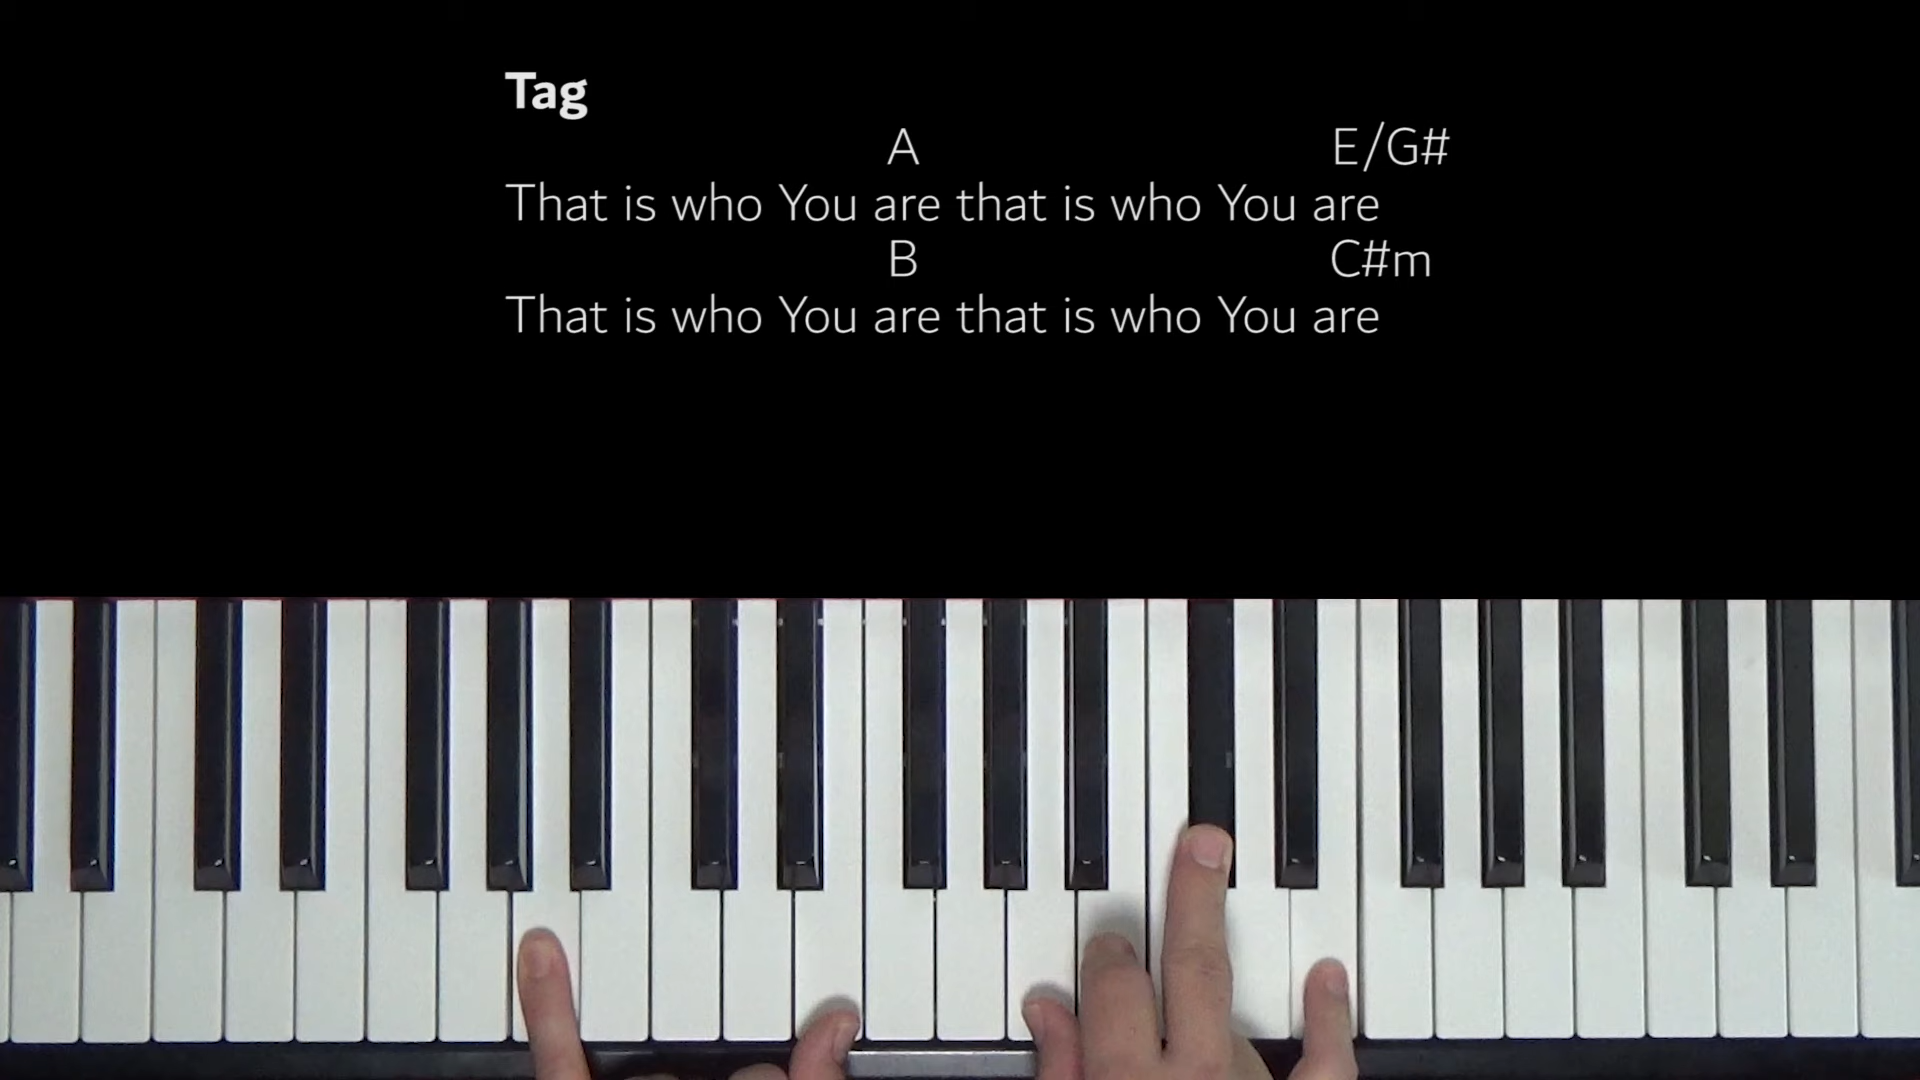 Tag
A E/G#
That is who You are that is who You are
B C#m
That is who You are that is who You are